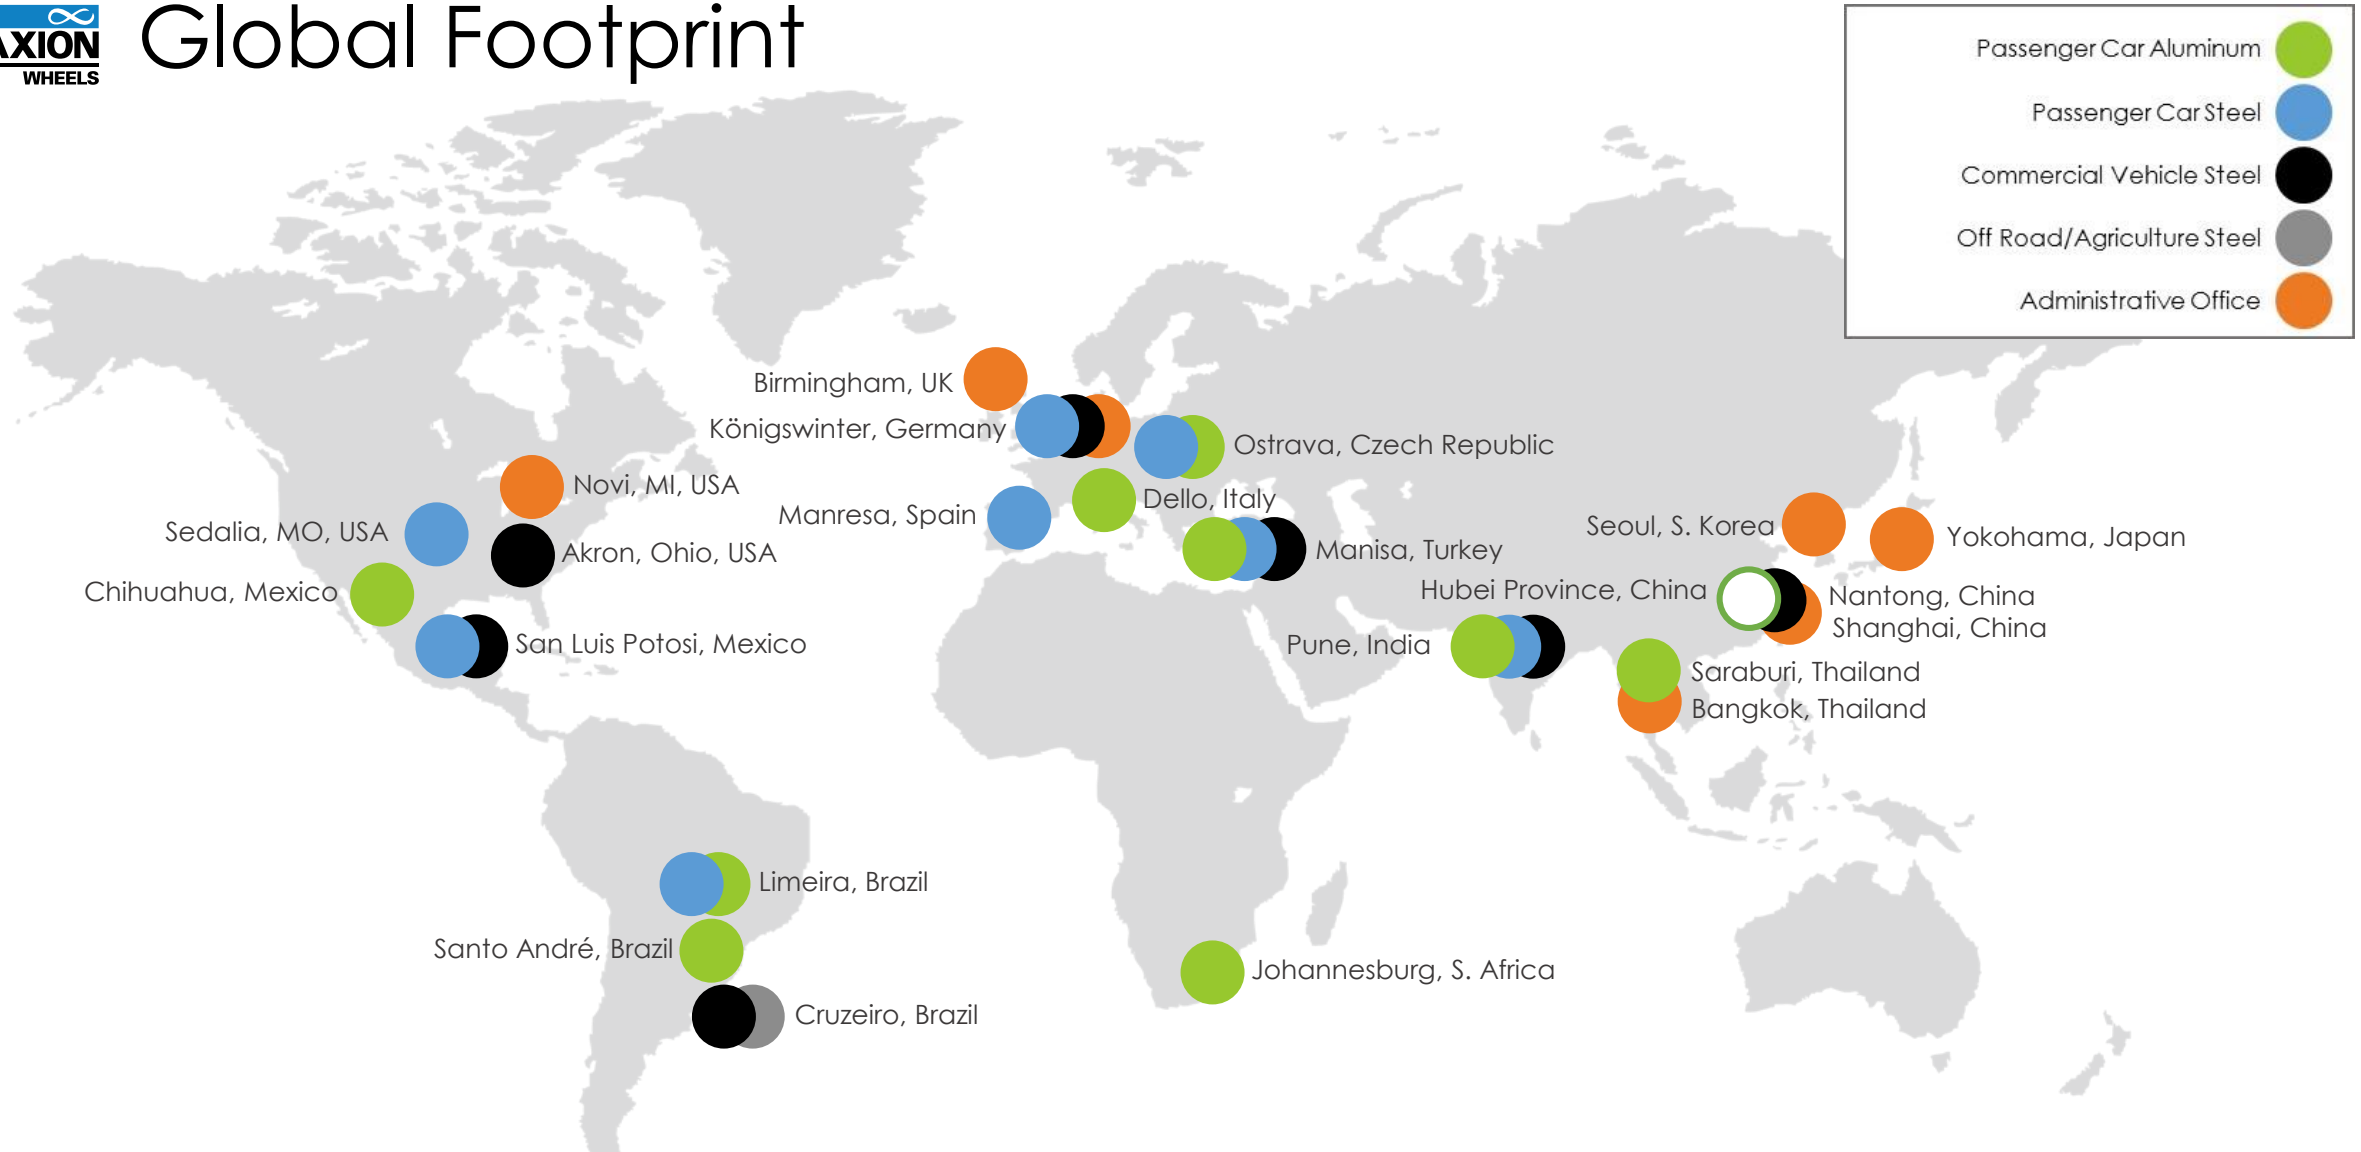 AXION
WHEELS
Global Footprint
Passenger Car Aluminum
Passenger Car Steel
Commercial Vehicle Steel
Off Road/Agriculture Steel
Administrative Office
Birmingham, UK
Königswinter, Germany
Ostrava, Czech Republic
Novi, MI, USA
Dello, Italy
Manresa, Spain
Sedalia, MO, USA
Akron, Ohio, USA
Manisa, Turkey
Seoul, S. Korea
Yokohama, Japan
Chihuahua, Mexico
Hubei Province, China
Nantong, China
Shanghai, China
San Luis Potosi, Mexico
Pune, India
Saraburi, Thailand
Bangkok, Thailand
Limeira, Brazil
Santo André, Brazil
Johannesburg, S. Africa
Cruzeiro, Brazil